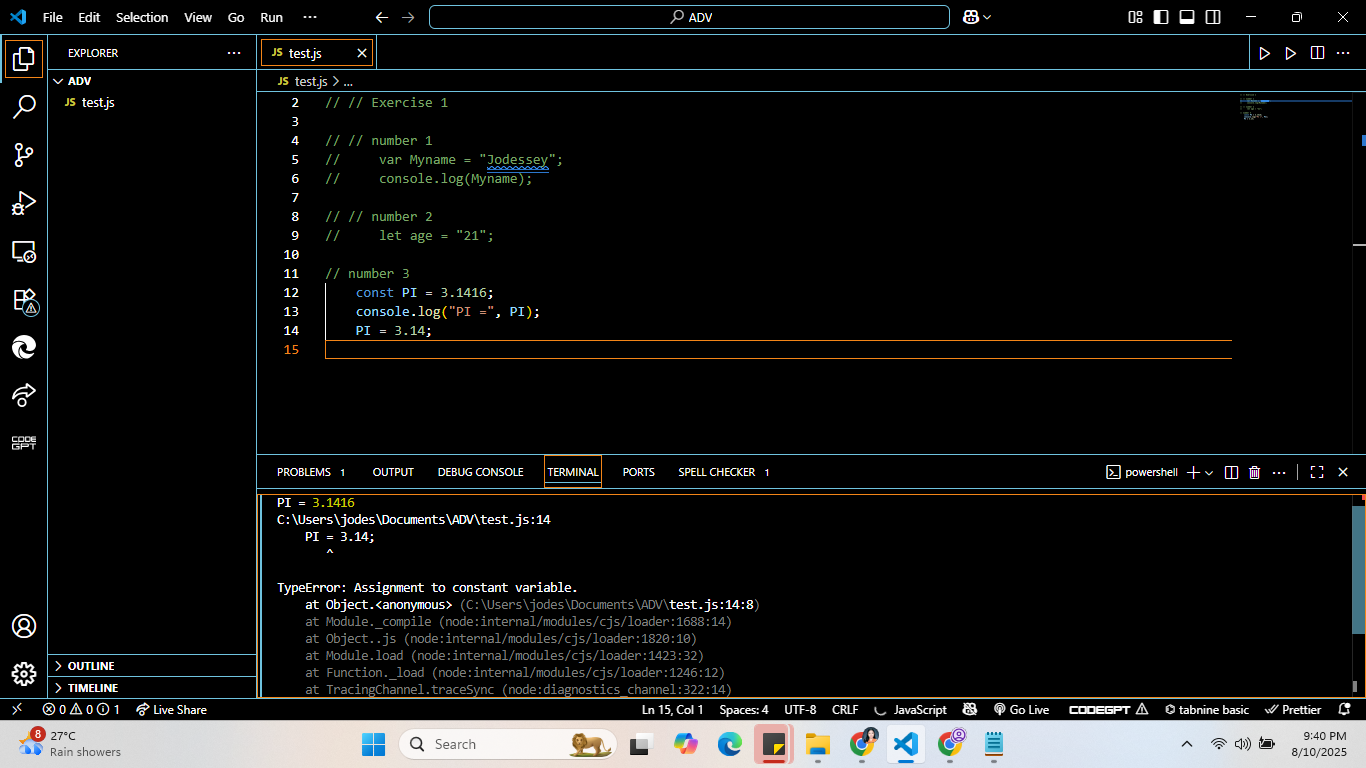 File Edit Selection View Go Run ··· ADV
EXPLORER ···
ADV
JS test.js
OUTLINE
TIMELINE
JS test.js
JS test.js > ...
2 // // Exercise 1
3
4 // // number 1
5 //     var Myname = "Jodessey";
6 //     console.log(Myname);
7
8 // // number 2
9 //     let age = "21";
10
11 // number 3
12     const PI = 3.1416;
13     console.log("PI =", PI);
14     PI = 3.14;
15
PROBLEMS 1 OUTPUT DEBUG CONSOLE TERMINAL PORTS SPELL CHECKER 1 powershell
PI = 3.1416
C:\Users\jodes\Documents\ADV\test.js:14
    PI = 3.14;
       ^
TypeError: Assignment to constant variable.
    at Object.<anonymous> (C:\Users\jodes\Documents\ADV\test.js:14:8)
    at Module._compile (node:internal/modules/cjs/loader:1688:14)
    at Object..js (node:internal/modules/cjs/loader:1820:10)
    at Module.load (node:internal/modules/cjs/loader:1423:32)
    at Function._load (node:internal/modules/cjs/loader:1246:12)
    at TracingChannel.traceSync (node:diagnostics_channel:322:14)
CODE GPT
0 0 1 Live Share Ln 15, Col 1 Spaces: 4 UTF-8 CRLF JavaScript Go Live CODEGPT tabnine basic Prettier
8 27°C
Rain showers
Search
9:40 PM
8/10/2025